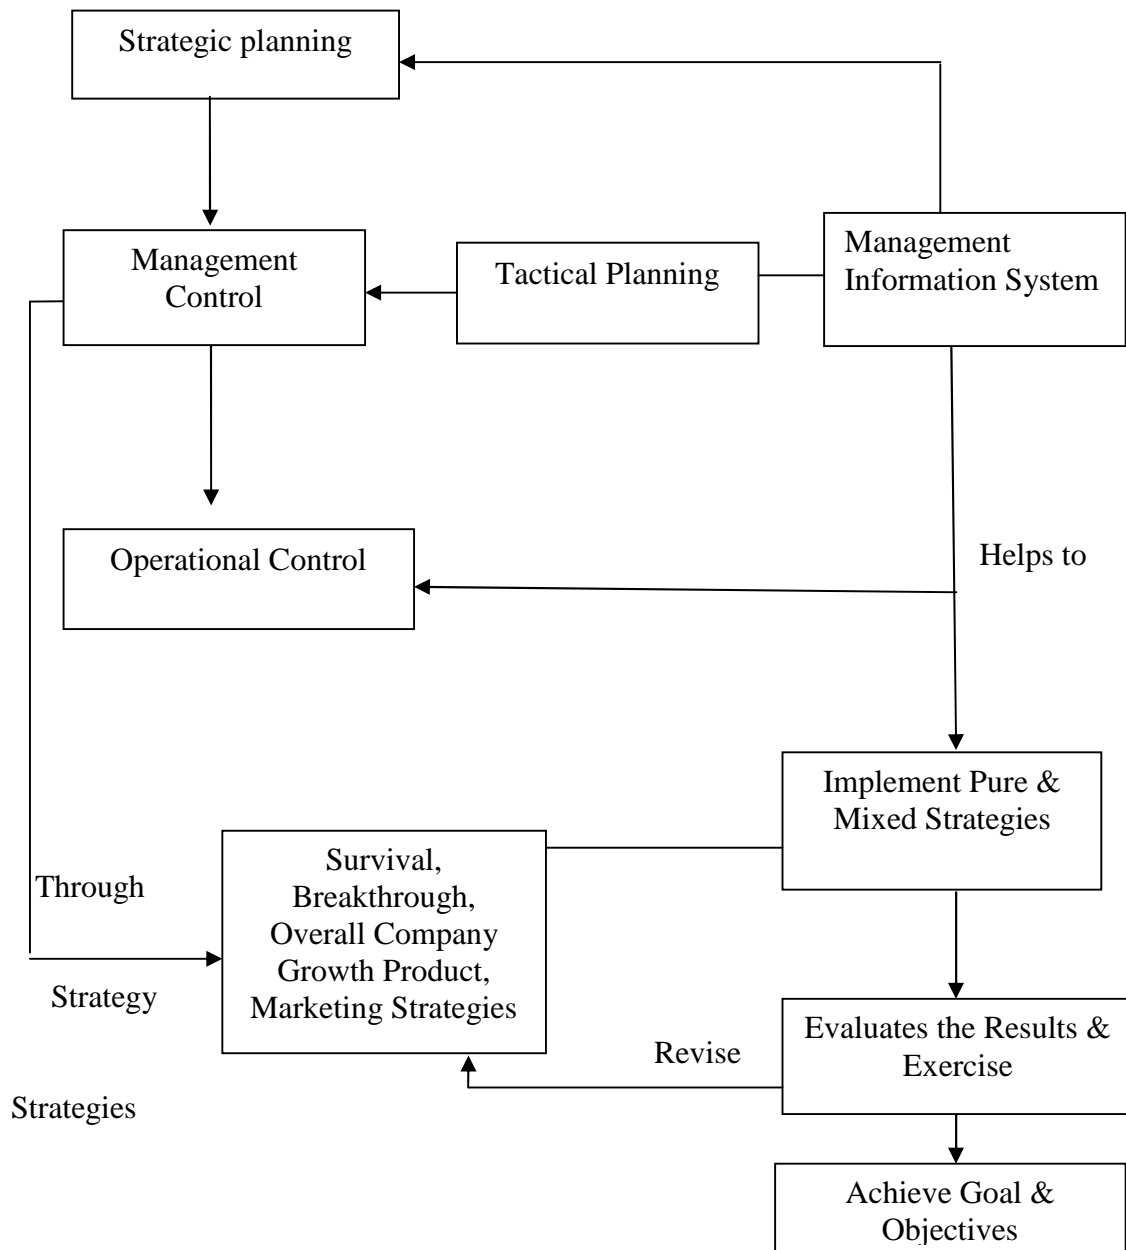 Strategic planning
Management
Control
Tactical Planning
Management
Information System
Operational Control
Helps to
Implement Pure &
Mixed Strategies
Through
Strategy
Strategies
Survival,
Breakthrough,
Overall Company
Growth Product,
Marketing Strategies
Revise
Evaluates the Results &
Exercise
Achieve Goal &
Objectives